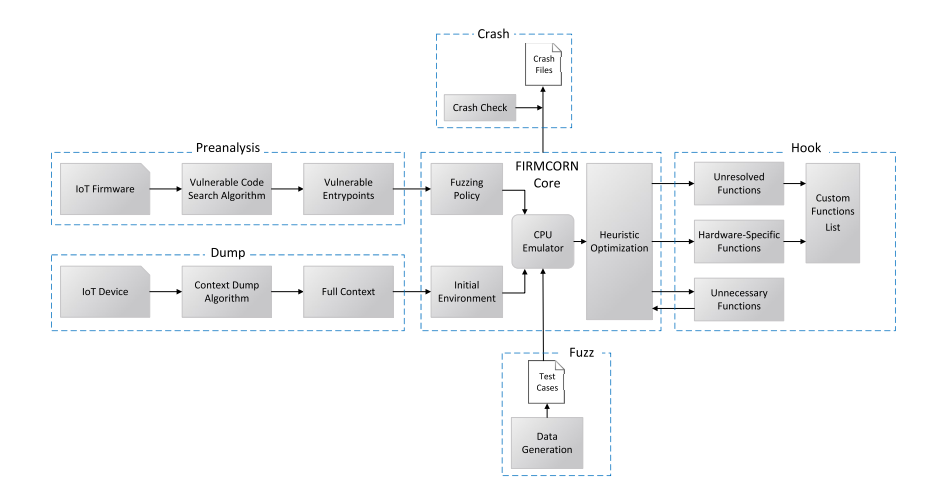 Crash
Crash
Files
Crash Check
Preanalysis
IoT Firmware
Vulnerable Code
Search Algorithm
Vulnerable
Entrypoints
Dump
IoT Device
Context Dump
Algorithm
Full Context
FIRMCORN
Core
Fuzzing
Policy
CPU
Emulator
Initial
Environment
Heuristic
Optimization
Hook
Unresolved
Functions
Hardware-Specific
Functions
Unnecessary
Functions
Custom
Functions
List
Fuzz
Test
Cases
Data
Generation